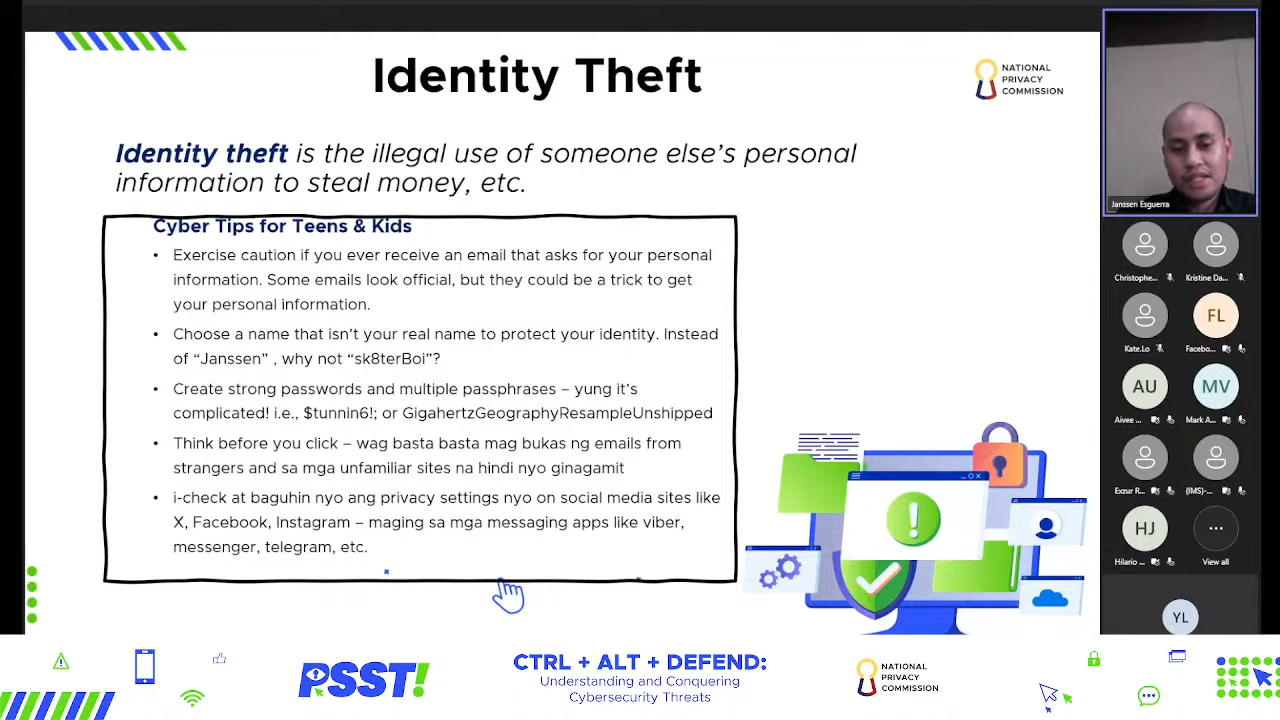 Identity Theft
NATIONAL
PRIVACY
COMMISSION
Identity theft is the illegal use of someone else's personal
information to steal money, etc.
Cyber Tips for Teens & Kids
• Exercise caution if you ever receive an email that asks for your personal
information. Some emails look official, but they could be a trick to get
your personal information.
• Choose a name that isn't your real name to protect your identity. Instead
of “Janssen” , why not “sk8terBoi”?
• Create strong passwords and multiple passphrases – yung it's
complicated! i.e., $tunnin6!; or GigahertzGeographyResampleUnshipped
• Think before you click – wag basta basta mag bukas ng emails from
strangers and sa mga unfamiliar sites na hindi nyo ginagamit
• i-check at baguhin nyo ang privacy settings nyo on social media sites like
X, Facebook, Instagram – maging sa mga messaging apps like viber,
messenger, telegram, etc.
Janssen Esguerra
Christophe...
Kristine Da...
Kate.Lo
FL
Facebo...
AU
Aivee ...
MV
Mark A...
Exzur R...
(IMS)-...
HJ
Hilario ...
View all
YL
PSST!
CTRL + ALT + DEFEND:
Understanding and Conquering
Cybersecurity Threats
NATIONAL
PRIVACY
COMMISSION